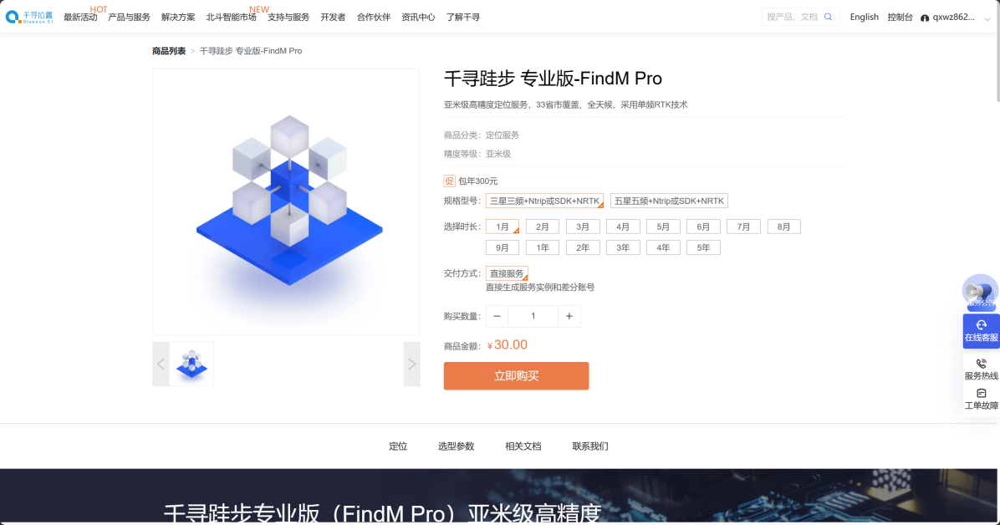 HOT NEW
千寻位置 最新活动 产品与服务 解决方案 北斗智能市场 支持与服务 开发者 合作伙伴 资讯中心 了解千寻 搜产品、文档 English 控制台 qxwz862...
Qianxun SI
商品列表 > 千寻跬步 专业版-FindM Pro
千寻跬步 专业版-FindM Pro
亚米级高精度定位服务，33省市覆盖、全天候、采用单频RTK技术
商品分类： 定位服务
精度等级： 亚米级
促 包年300元
规格型号： 三星三频+Ntrip或SDK+NRTK 五星五频+Ntrip或SDK+NRTK
选择时长： 1月 2月 3月 4月 5月 6月 7月 8月
9月 1年 2年 3年 4年 5年
交付方式： 直接服务
直接生成服务实例和差分账号
购买数量： − 1 +
商品金额： ¥30.00
立即购买
服务公告
在线客服
服务热线
工单故障
定位 选型参数 相关文档 联系我们
千寻跬步专业版（FindM Pro）亚米级高精度